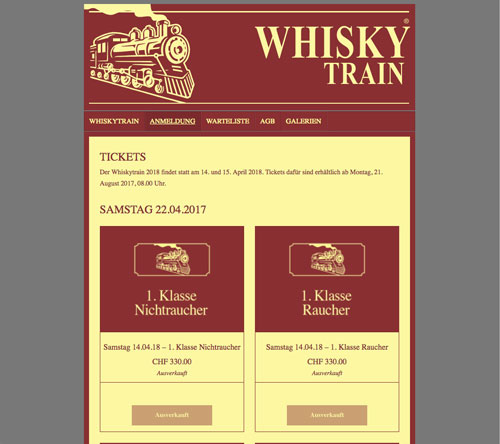 ®
WHISKY
TRAIN
WHISKYTRAIN ANMELDUNG WARTELISTE AGB GALERIEN
TICKETS
Der Whiskytrain 2018 findet statt am 14. und 15. April 2018. Tickets dafür sind erhältlich ab Montag, 21.
August 2017, 08.00 Uhr.
SAMSTAG 22.04.2017
1. Klasse
Nichtraucher
Samstag 14.04.18 – 1. Klasse Nichtraucher
CHF 330.00
Ausverkauft
Ausverkauft
1. Klasse
Raucher
Samstag 14.04.18 – 1. Klasse Raucher
CHF 330.00
Ausverkauft
Ausverkauft